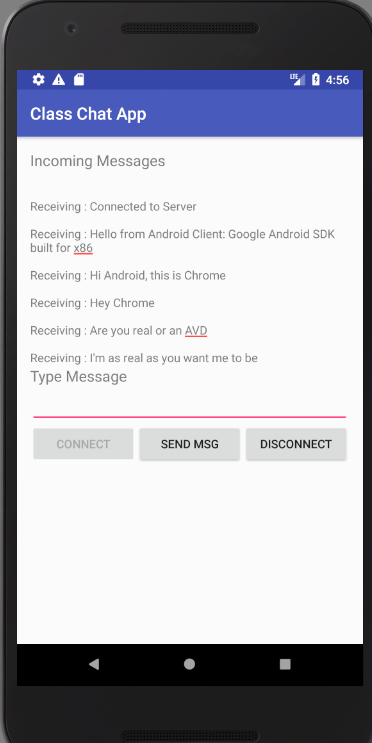 LTE 4:56
Class Chat App
Incoming Messages
Receiving : Connected to Server
Receiving : Hello from Android Client: Google Android SDK
built for x86
Receiving : Hi Android, this is Chrome
Receiving : Hey Chrome
Receiving : Are you real or an AVD
Receiving : I'm as real as you want me to be
Type Message
CONNECT SEND MSG DISCONNECT